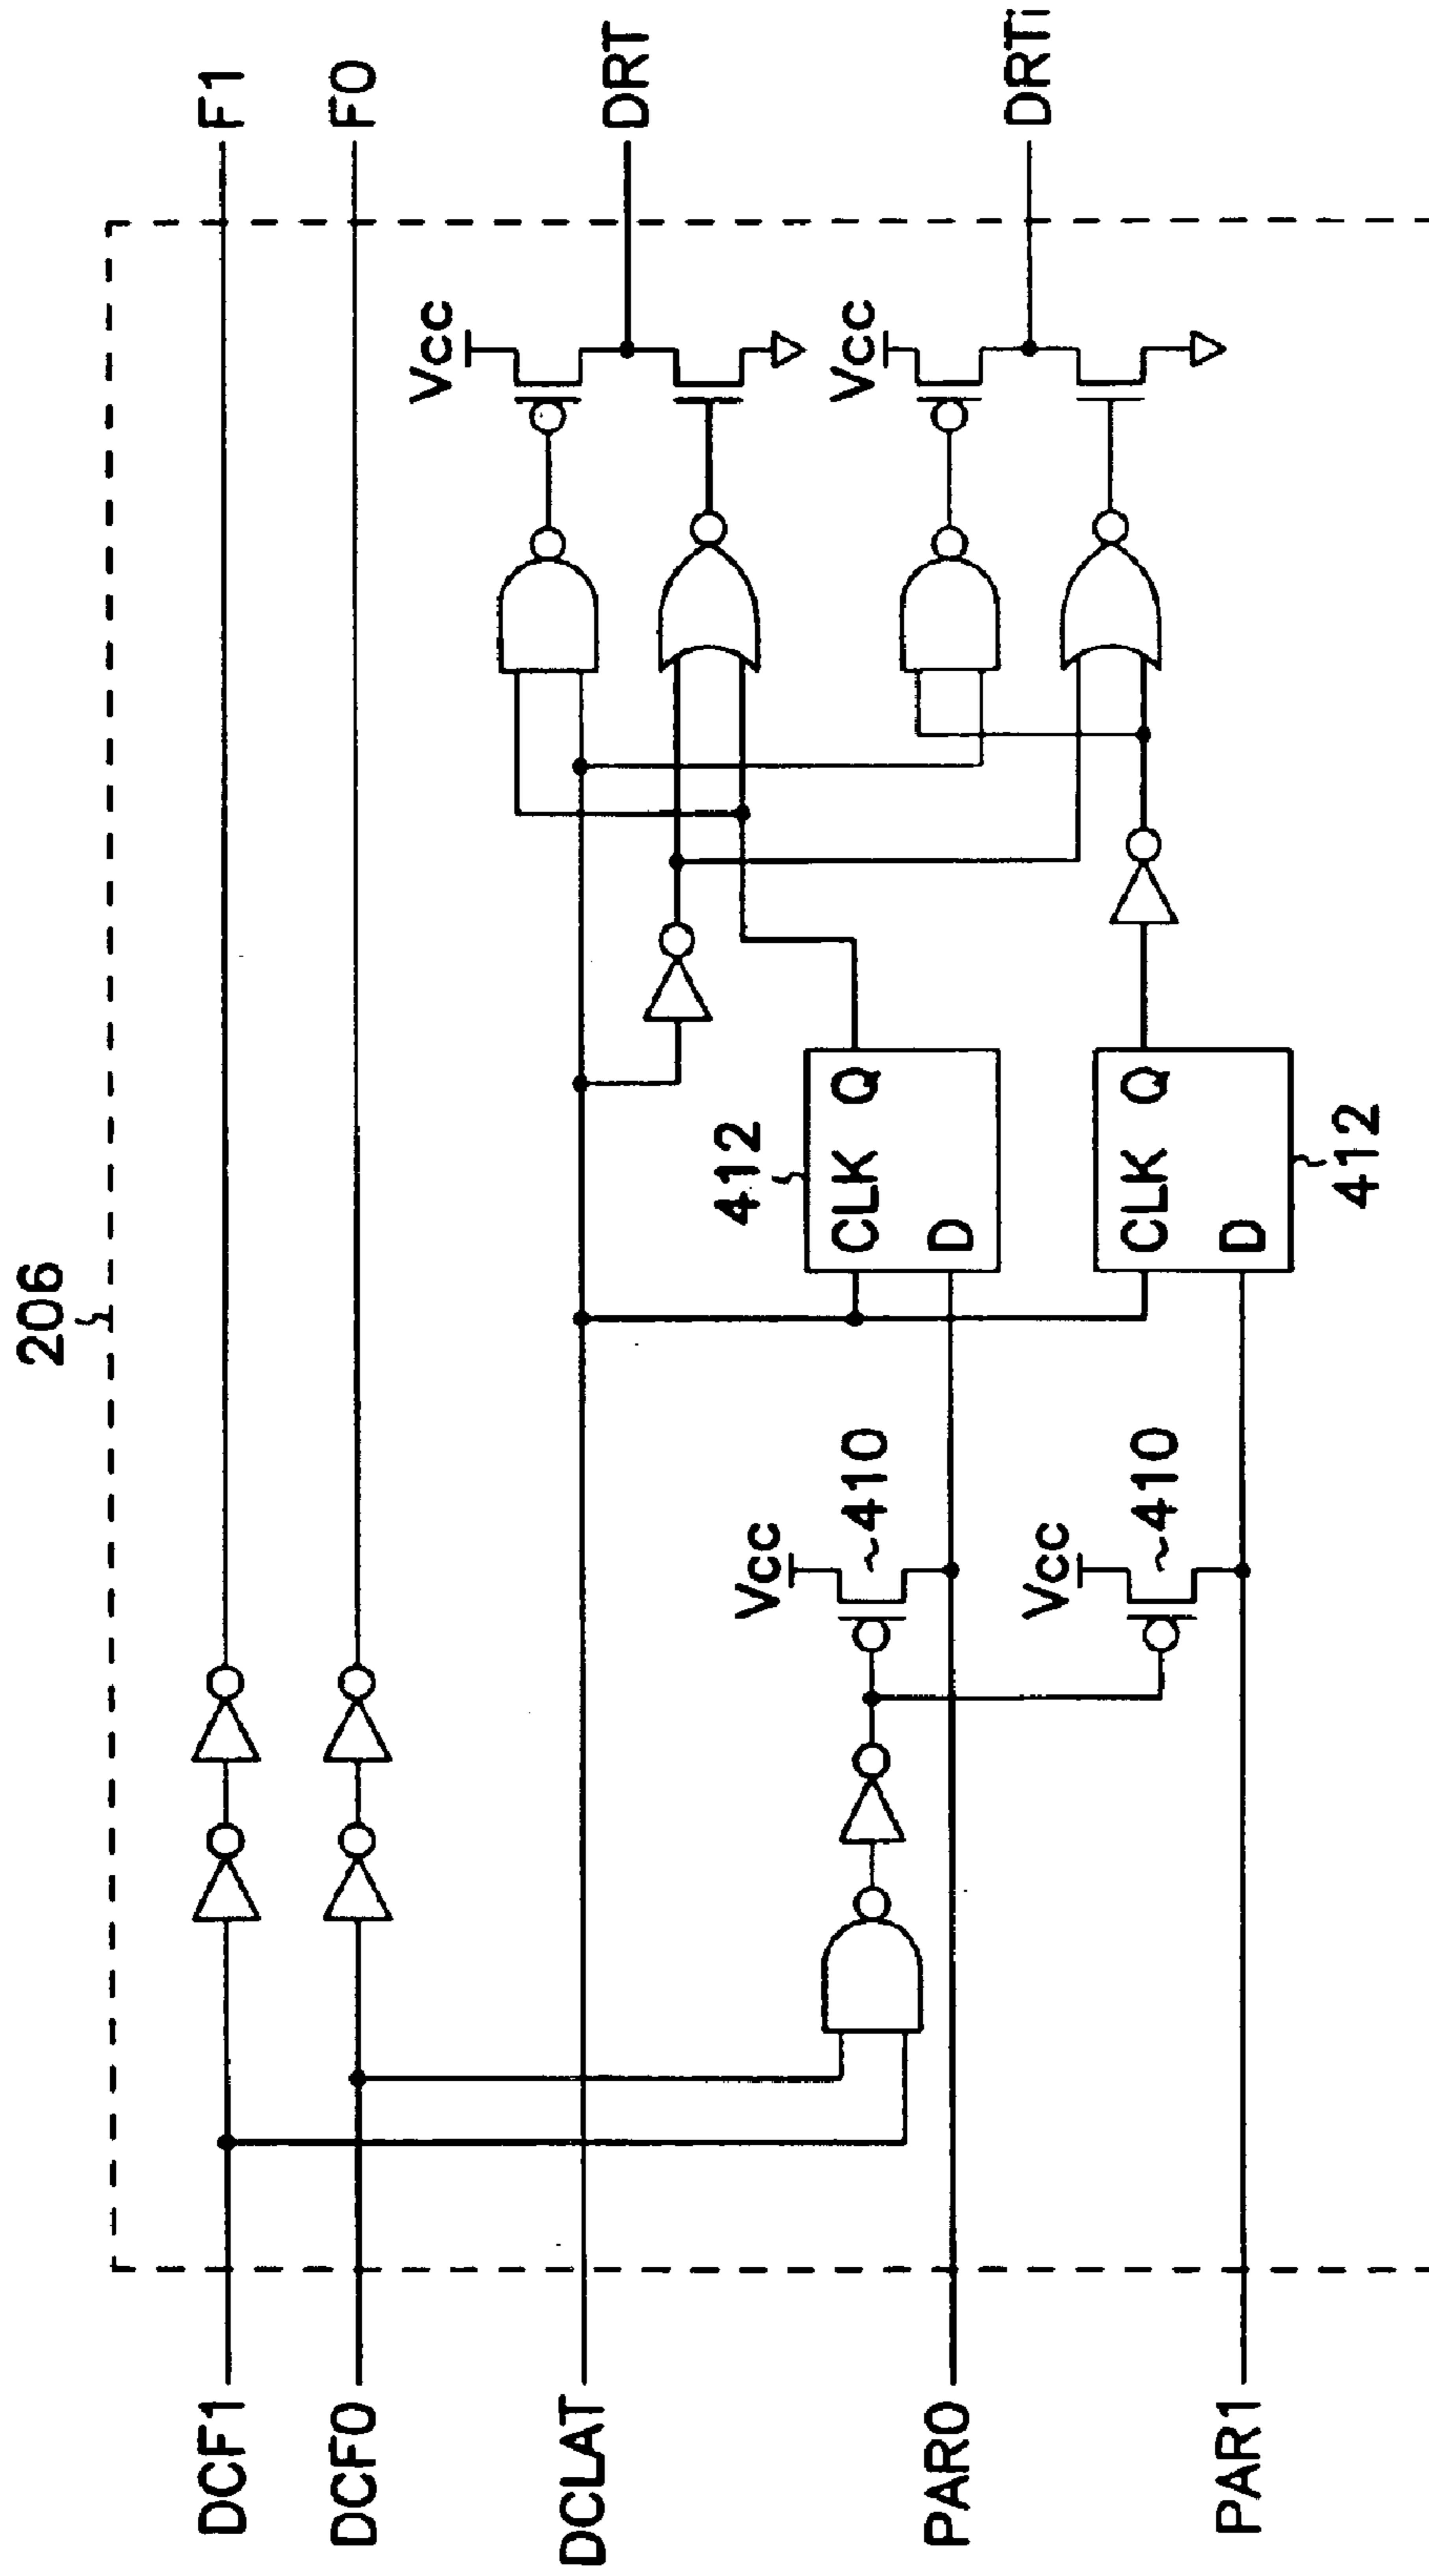 206
DCF1
F1
DCF0
F0
DCLAT
Vcc
DRT
PAR0
Vcc
410
412
CLK Q
D
Vcc
DRTi
PAR1
Vcc
410
CLK Q
D
412